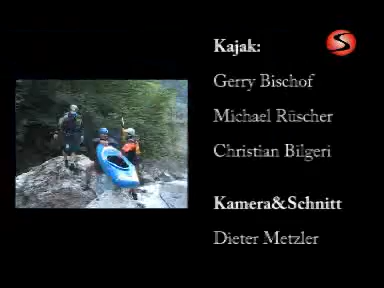 Kajak:
Gerry Bischof
Michael Rüscher
Christian Bilgeri
Kamera&Schnitt
Dieter Metzler